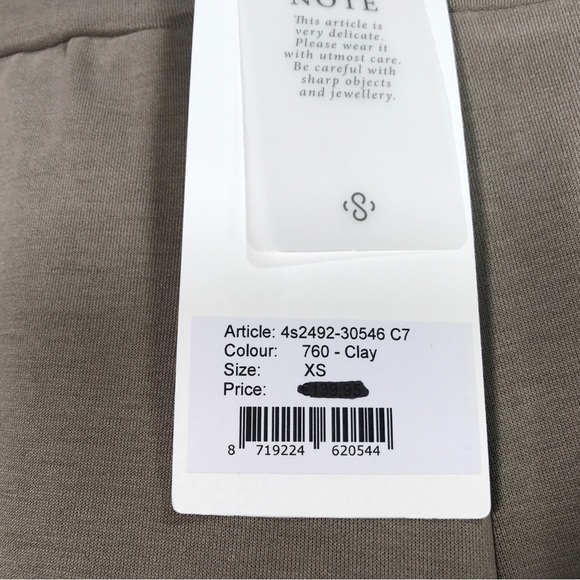 NOTE
This article is
very delicate.
Please wear it
with utmost care.
Be careful with
sharp objects
and jewellery.
Article: 4s2492-30546 C7
Colour: 760 - Clay
Size: XS
Price:
8 719224 620544